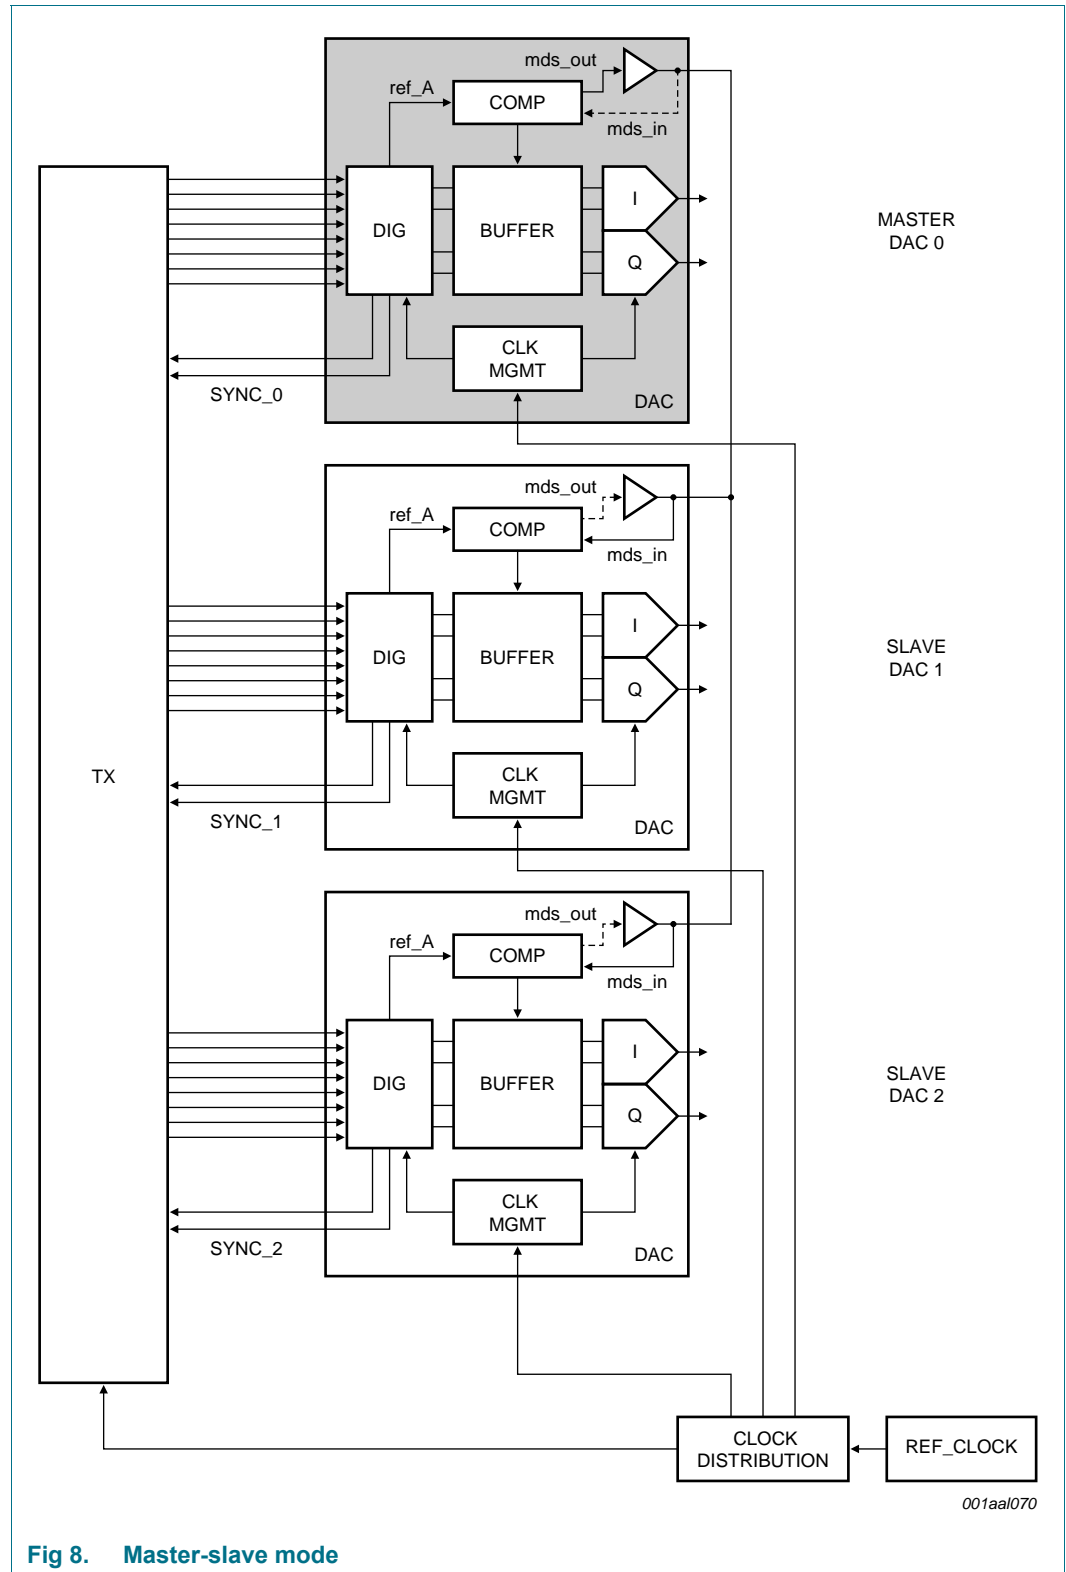 mds_out
ref_A
COMP
mds_in
DIG
BUFFER
I
Q
MASTER
DAC 0
CLK
MGMT
SYNC_0
DAC
mds_out
ref_A
COMP
mds_in
DIG
BUFFER
I
Q
SLAVE
DAC 1
TX
CLK
MGMT
SYNC_1
DAC
mds_out
ref_A
COMP
mds_in
DIG
BUFFER
I
Q
SLAVE
DAC 2
CLK
MGMT
SYNC_2
DAC
CLOCK
DISTRIBUTION
REF_CLOCK
001aal070
Fig 8. Master-slave mode